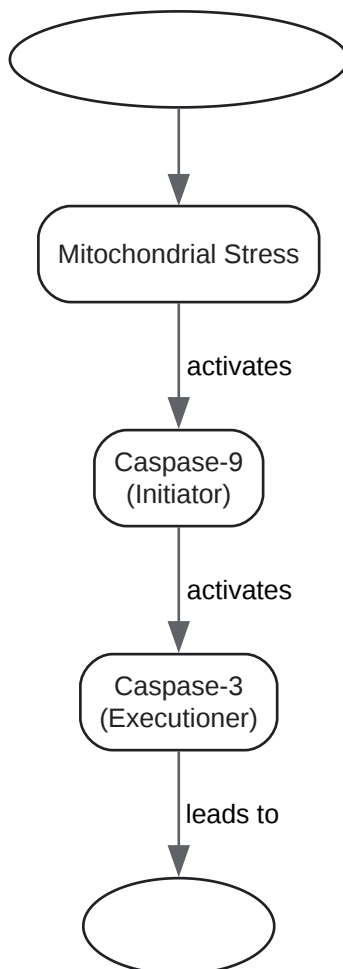 Mitochondrial Stress
activates
Caspase-9
(Initiator)
activates
Caspase-3
(Executioner)
leads to